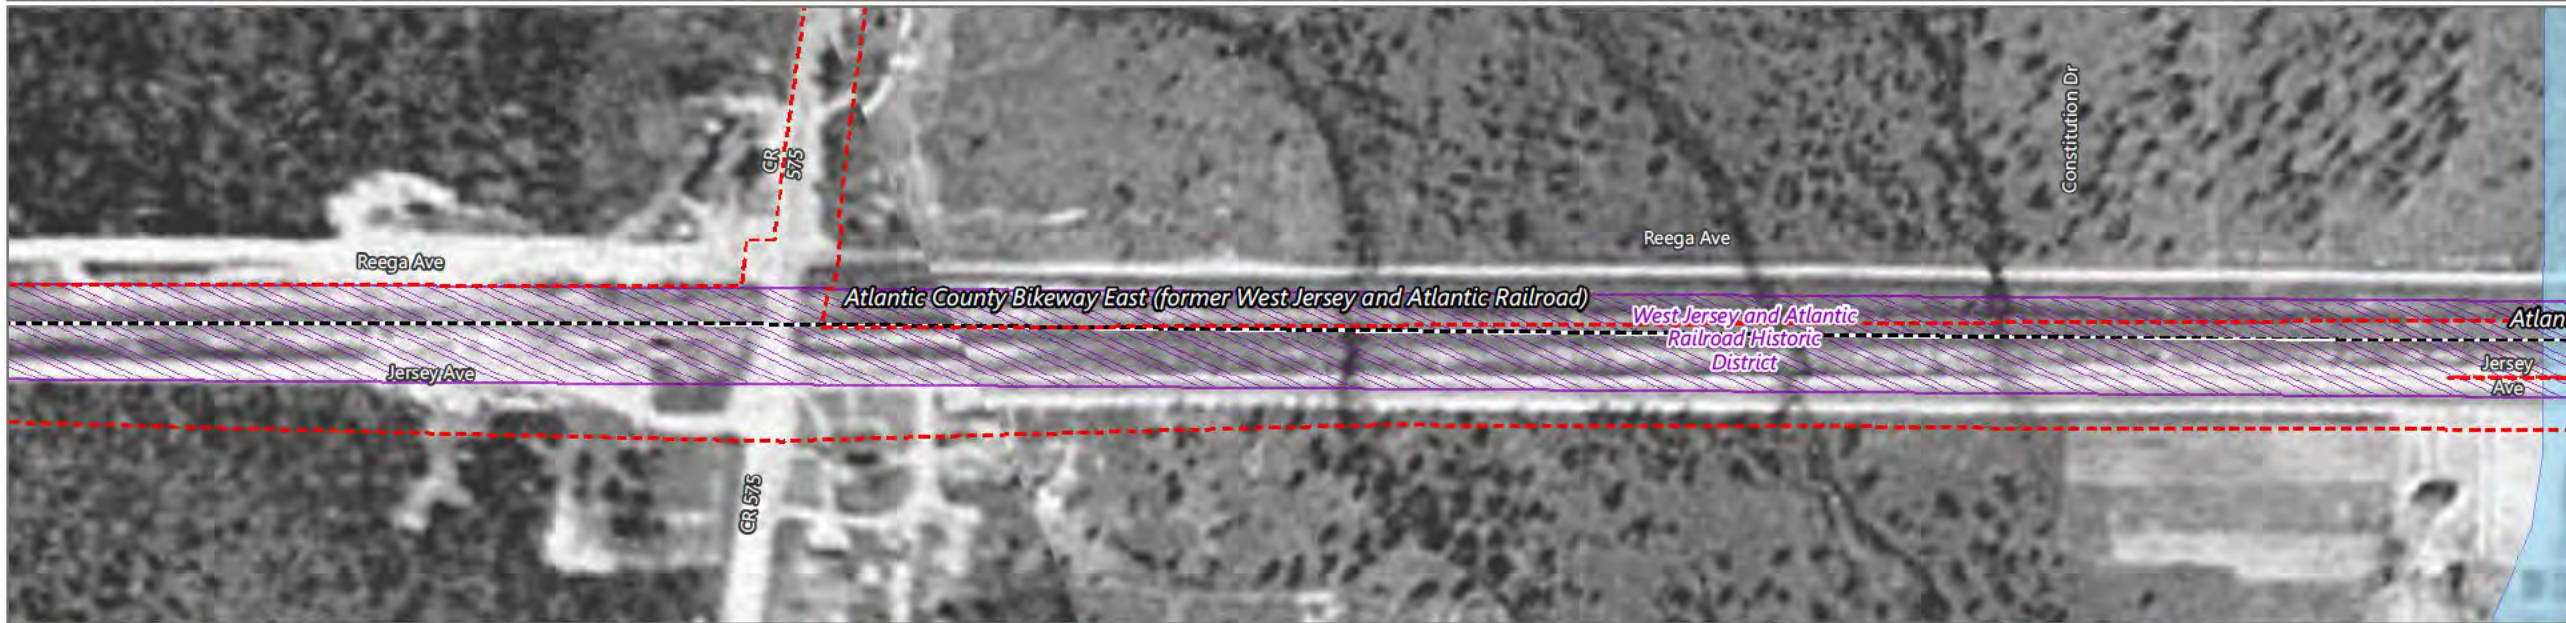 Constitution Dr
CR
575
Reega Ave
Reega Ave
Atlantic County Bikeway East (former West Jersey and Atlantic Railroad)
West Jersey and Atlantic
Railroad Historic
District
Atlan
Jersey
Ave
Jersey Ave
CR 575